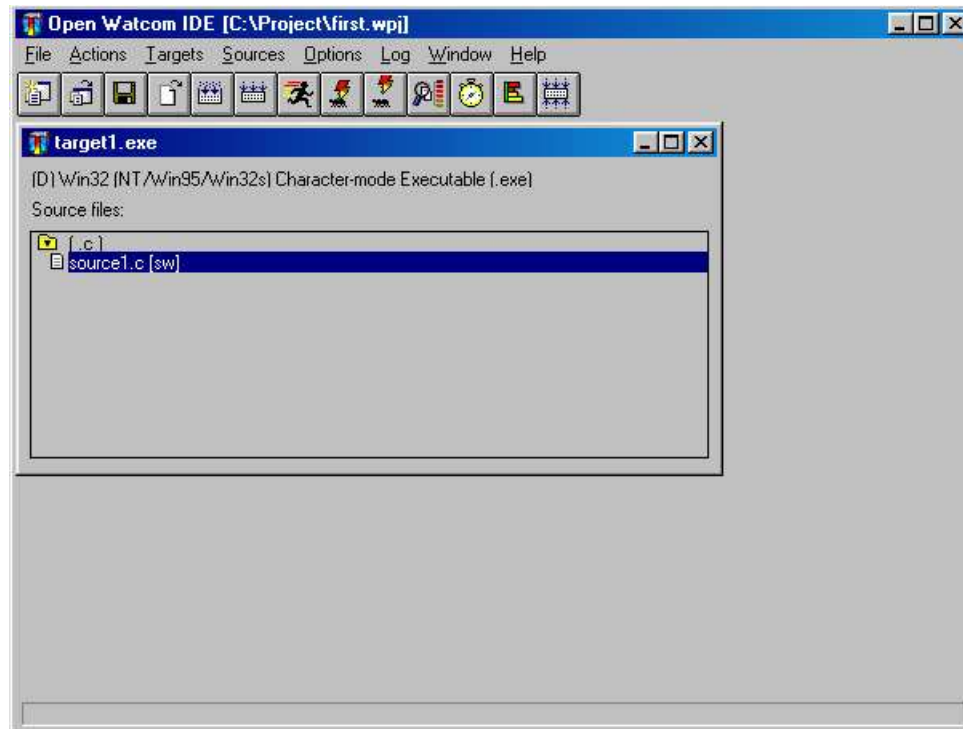 Open Watcom IDE [C:\Project\first.wpj]
File Actions Targets Sources Options Log Window Help
target1.exe
(D) Win32 (NT/Win95/Win32s) Character-mode Executable (.exe)
Source files:
( .c )
source1.c [sw]